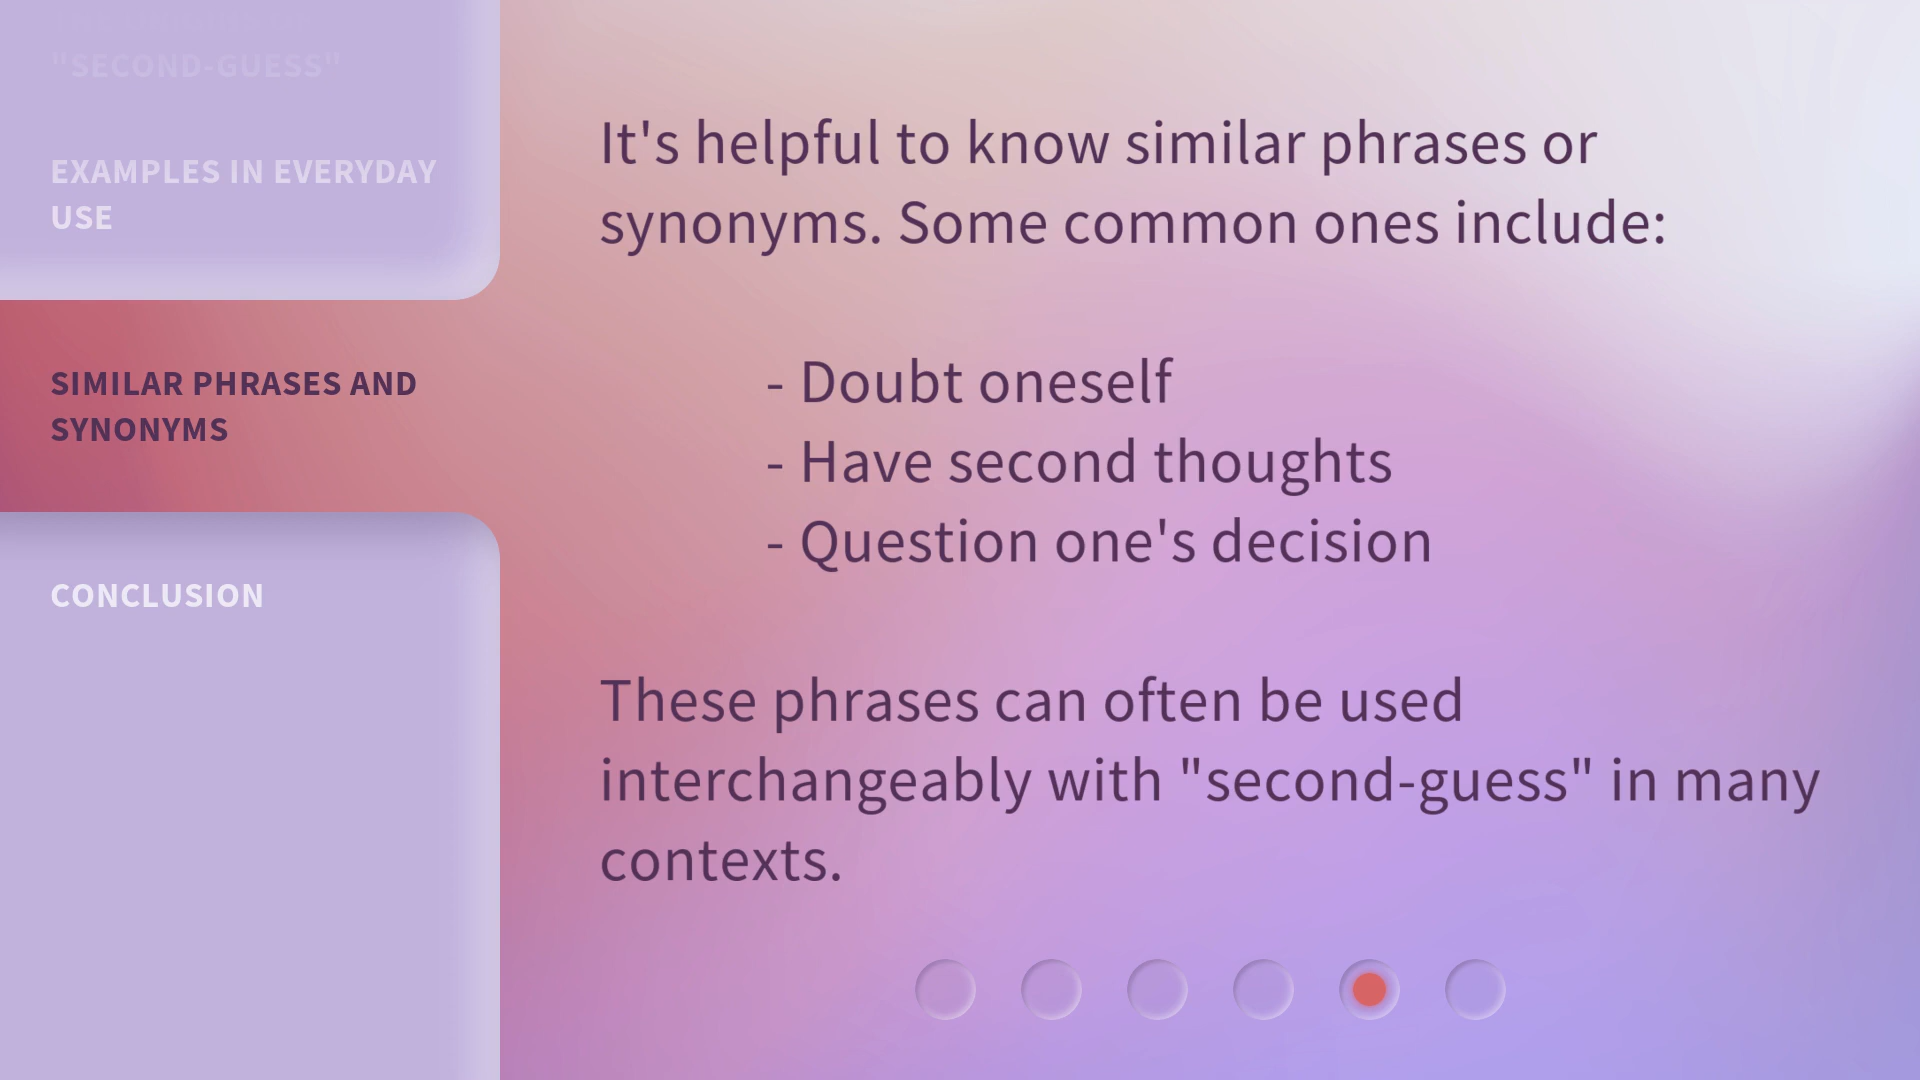 "SECOND-GUESS"
EXAMPLES IN EVERYDAY
USE
SIMILAR PHRASES AND
SYNONYMS
CONCLUSION
It's helpful to know similar phrases or
synonyms. Some common ones include:
- Doubt oneself
- Have second thoughts
- Question one's decision
These phrases can often be used
interchangeably with "second-guess" in many
contexts.